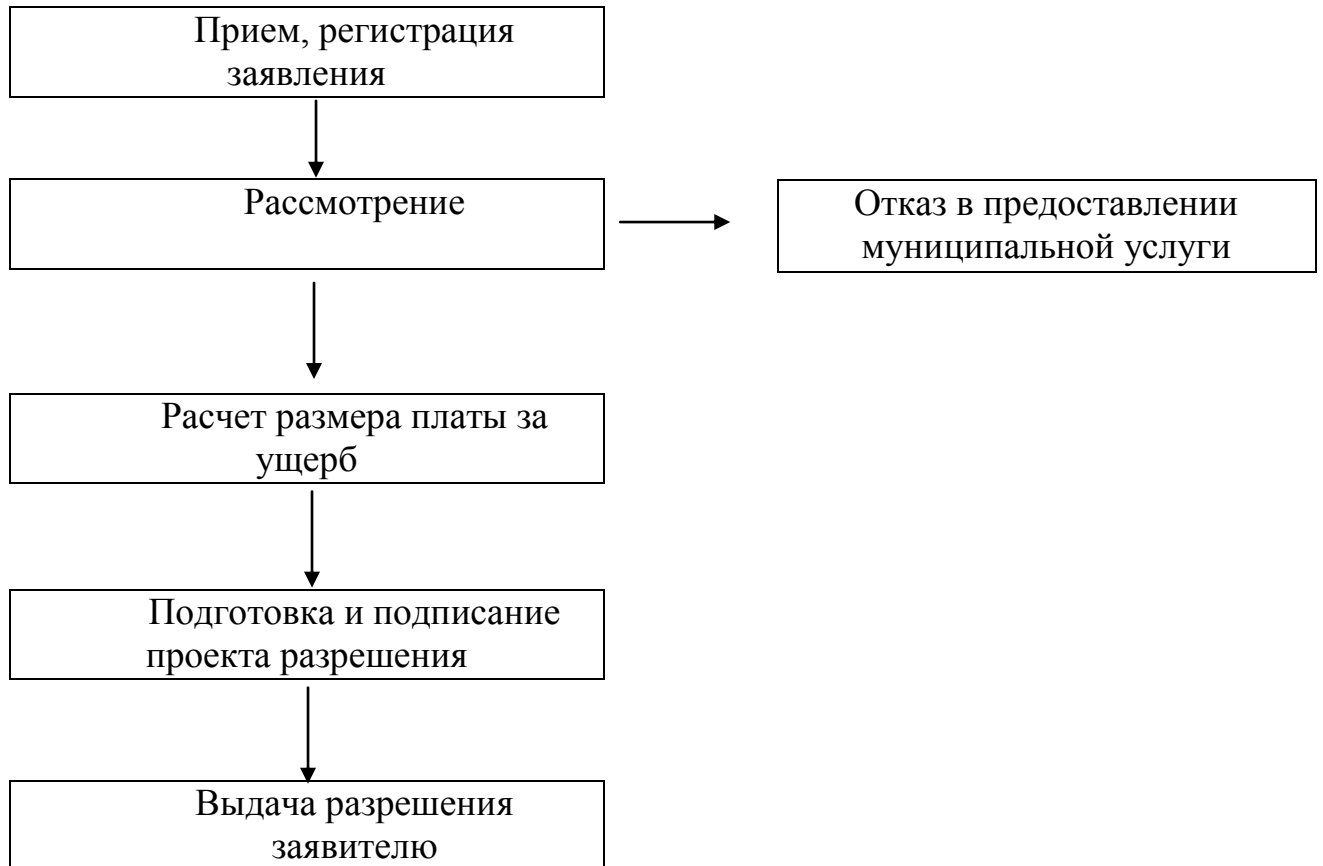 Прием, регистрация
заявления
Рассмотрение
Отказ в предоставлении
муниципальной услуги
Расчет размера платы за
ущерб
Подготовка и подписание
проекта разрешения
Выдача разрешения
заявителю